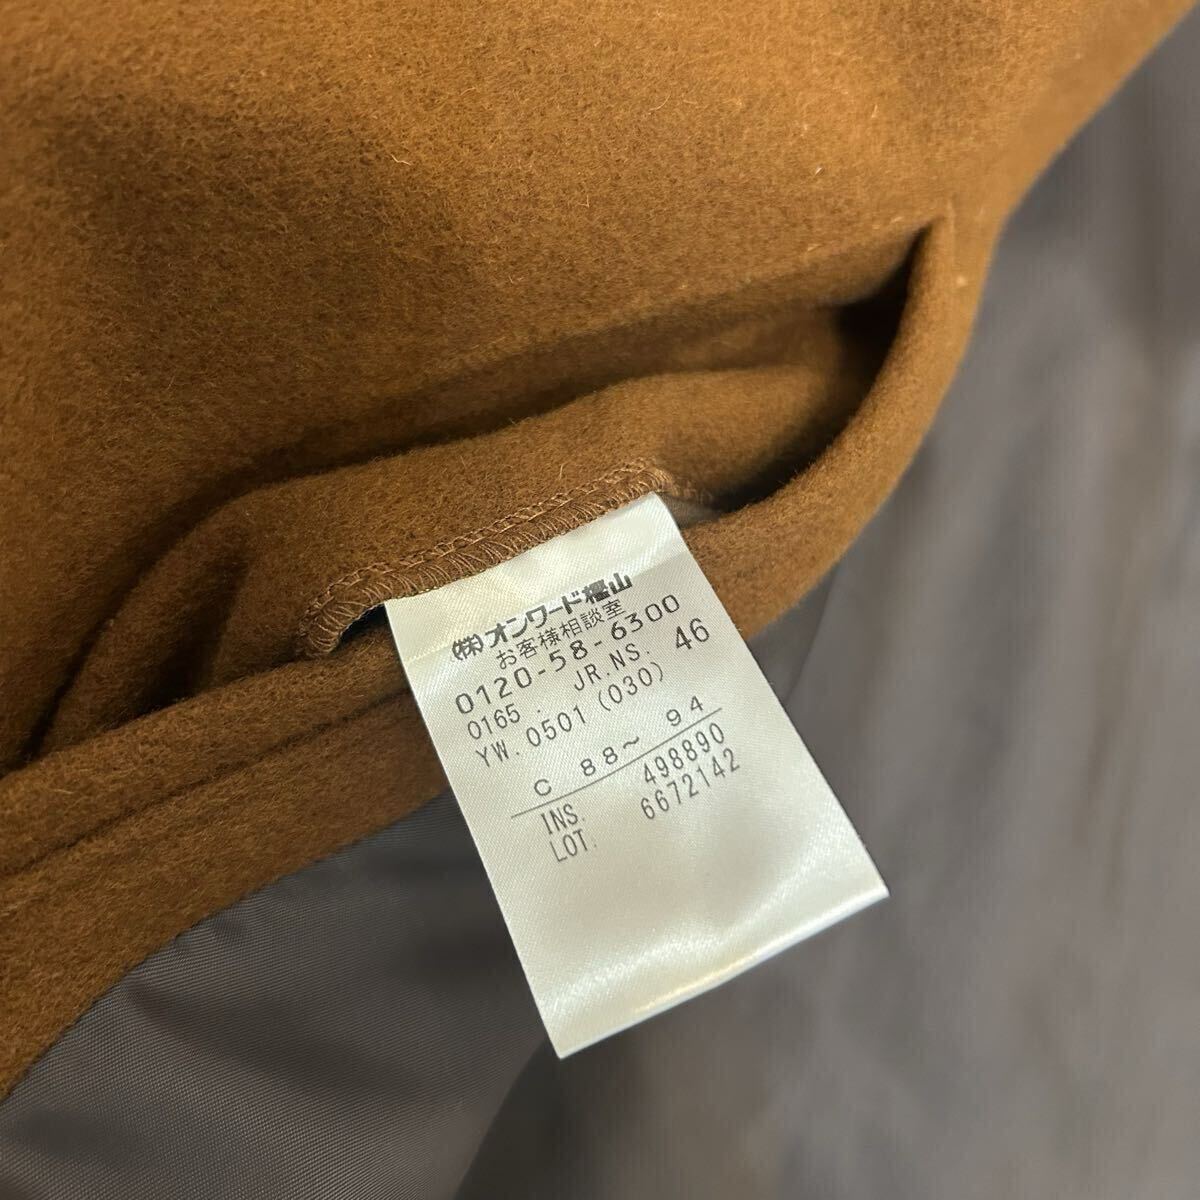 ㈱オンワード樫山
お客様相談室
0120-58-6300
0165 . JR.NS. 46
YW.0501(030)
C 88～ 94
INS. 498890
LOT. 6672142